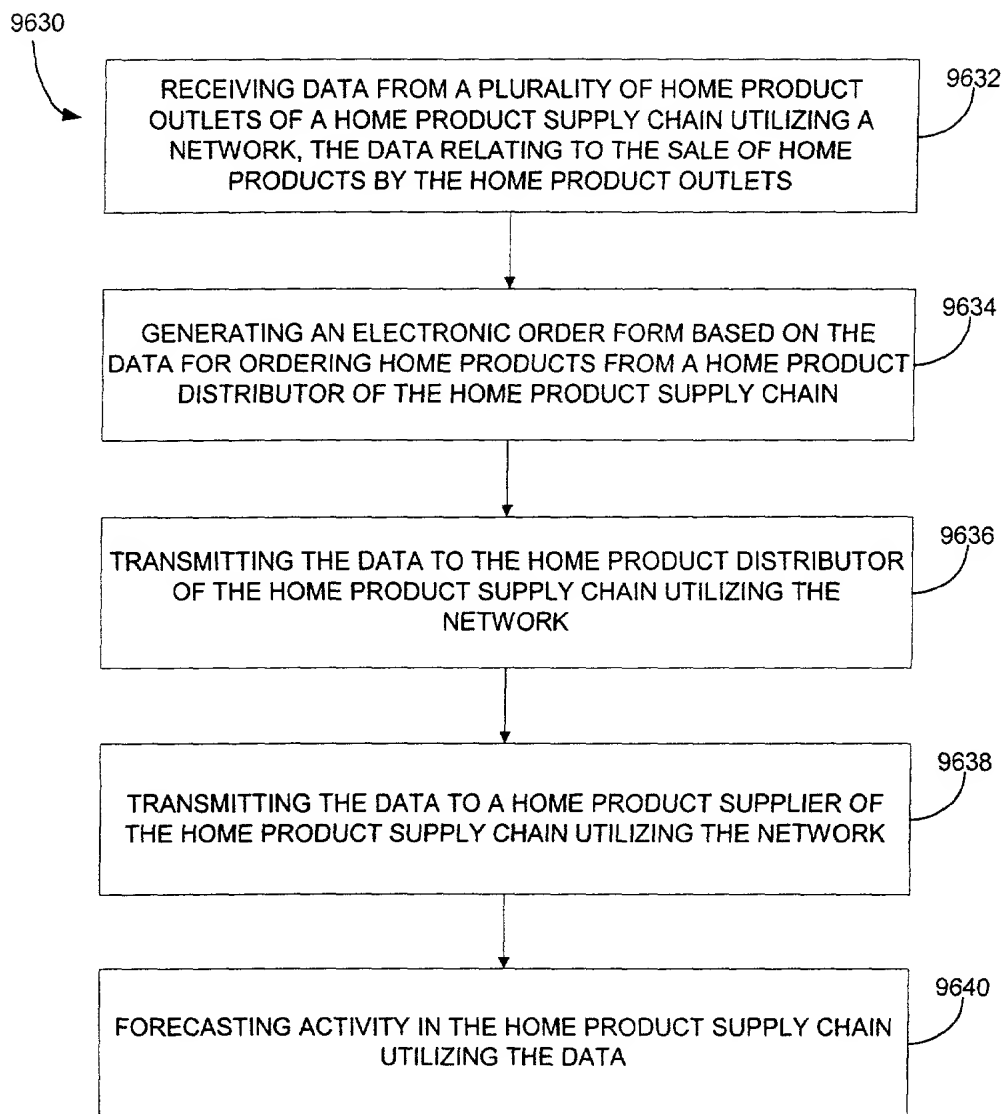 9630
9632
RECEIVING DATA FROM A PLURALITY OF HOME PRODUCT
OUTLETS OF A HOME PRODUCT SUPPLY CHAIN UTILIZING A
NETWORK, THE DATA RELATING TO THE SALE OF HOME
PRODUCTS BY THE HOME PRODUCT OUTLETS
9634
GENERATING AN ELECTRONIC ORDER FORM BASED ON THE
DATA FOR ORDERING HOME PRODUCTS FROM A HOME PRODUCT
DISTRIBUTOR OF THE HOME PRODUCT SUPPLY CHAIN
9636
TRANSMITTING THE DATA TO THE HOME PRODUCT DISTRIBUTOR
OF THE HOME PRODUCT SUPPLY CHAIN UTILIZING THE
NETWORK
9638
TRANSMITTING THE DATA TO A HOME PRODUCT SUPPLIER OF
THE HOME PRODUCT SUPPLY CHAIN UTILIZING THE NETWORK
9640
FORECASTING ACTIVITY IN THE HOME PRODUCT SUPPLY CHAIN
UTILIZING THE DATA